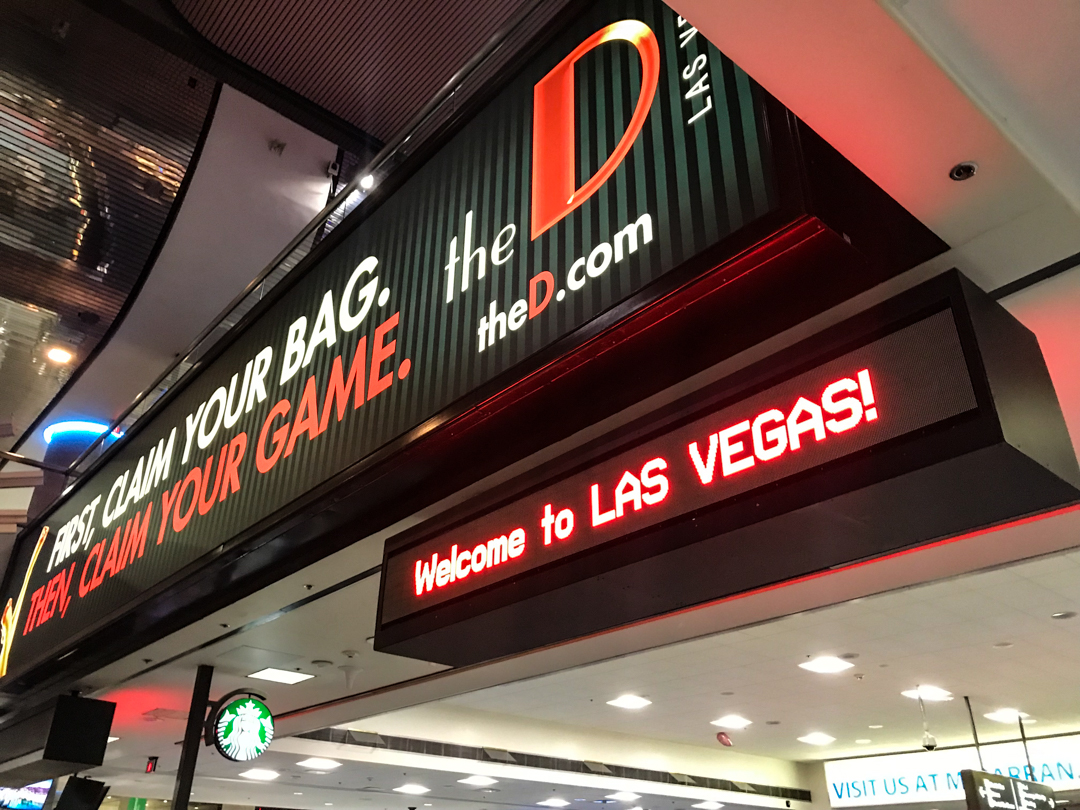 FIRST, CLAIM YOUR BAG.
THEN, CLAIM YOUR GAME.
the D
LAS
theD.com
Welcome to LAS VEGAS!
VISIT US AT